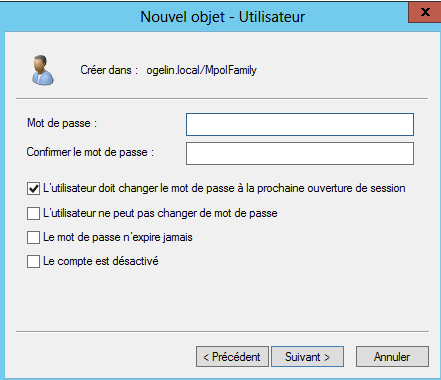 Nouvel objet - Utilisateur
x
Créer dans : ogelin.local/MpolFamily
Mot de passe :
Confirmer le mot de passe :
L'utilisateur doit changer le mot de passe à la prochaine ouverture de session
L'utilisateur ne peut pas changer de mot de passe
Le mot de passe n'expire jamais
Le compte est désactivé
< Précédent Suivant > Annuler